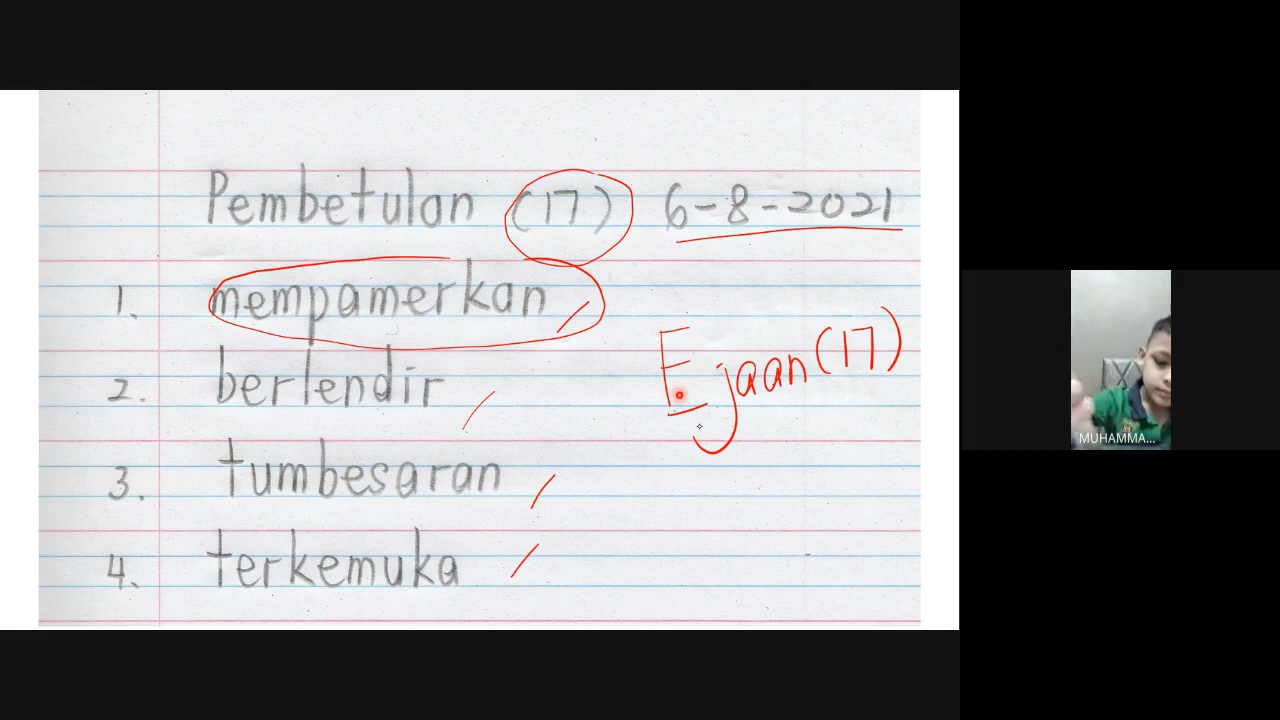 Pembetulan (17) 6-8-2021
1. mempamerkan
Ejaan (17)
2. berlendir
3. tumbesaran
4. terkemuka
MUHAMMA...